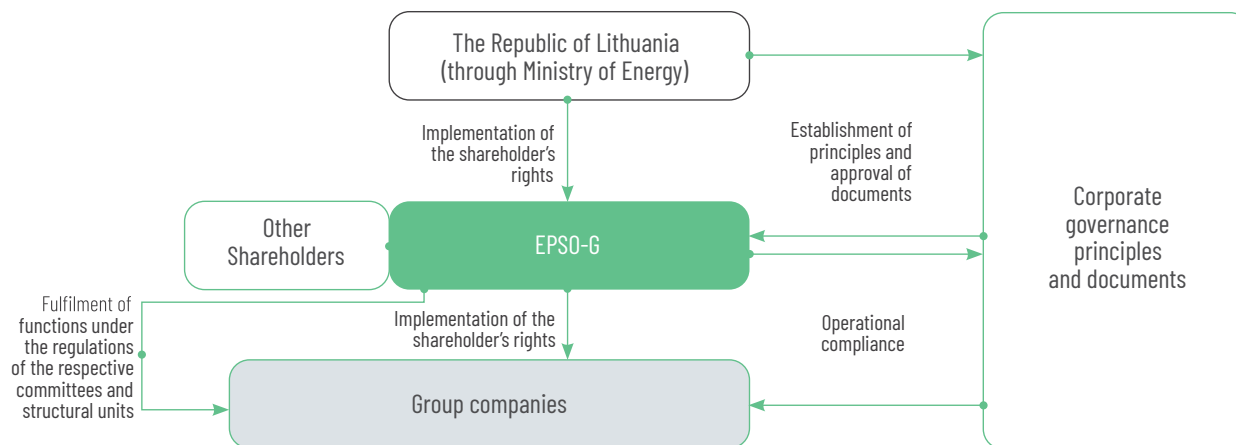 The Republic of Lithuania
(through Ministry of Energy)
Implementation of
the shareholder's
rights
Establishment of
principles and
approval of
documents
Other
Shareholders
EPSO-G
Corporate
governance
principles
and documents
Fulfilment of
functions under
the regulations
of the respective
committees and
structural units
Implementation of the
shareholder's rights
Operational
compliance
Group companies